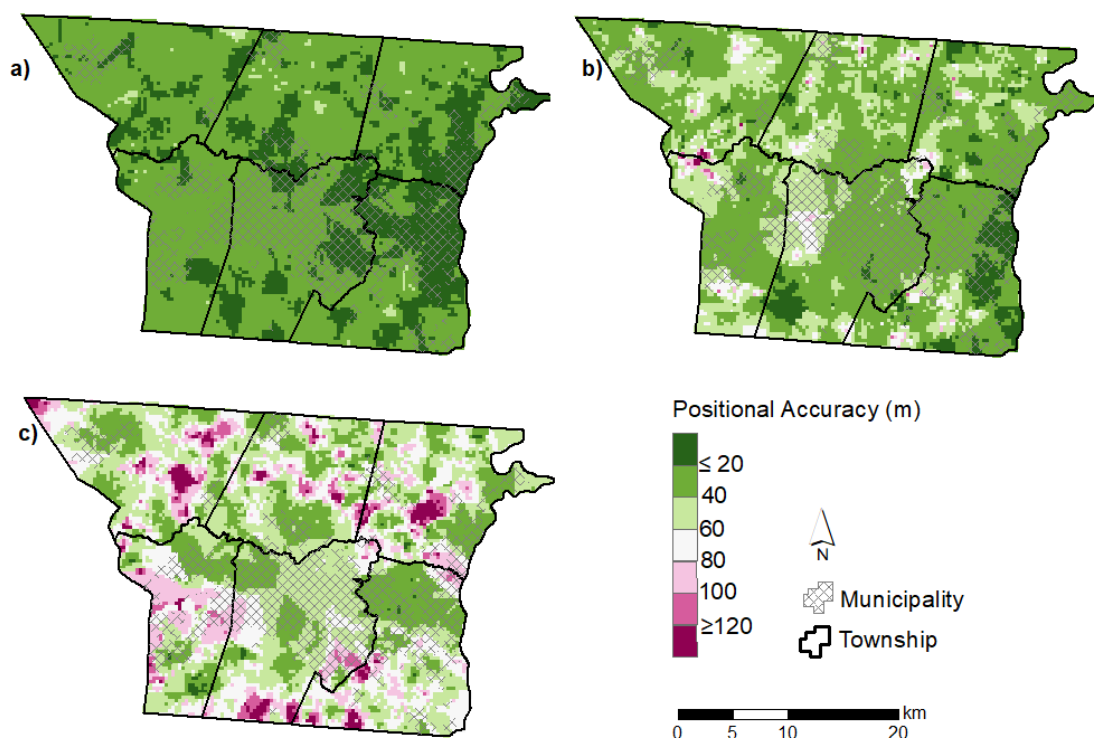 a)
b)
c)
Positional Accuracy (m)
≤ 20
40
60
80
100
≥120
N
Municipality
Township
km
0 5 10 20